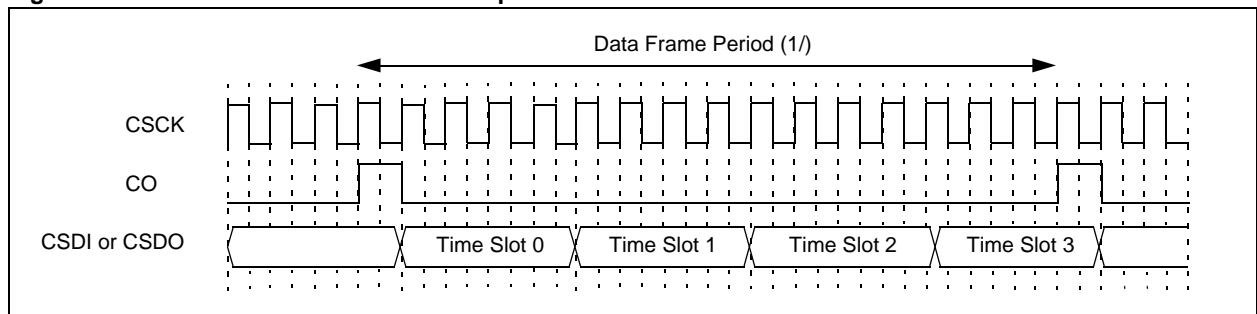 Data Frame Period (1/)
CSCK
CO
CSDI or CSDO
Time Slot 0
Time Slot 1
Time Slot 2
Time Slot 3